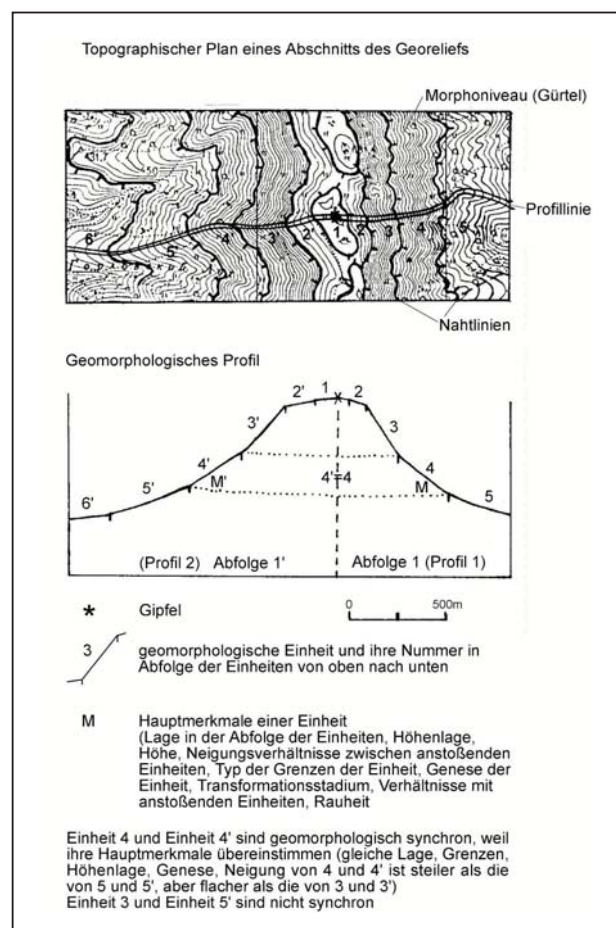 Topographischer Plan eines Abschnitts des Georeliefs
Morphoniveau (Gürtel)
Profillinie
6' 5' 4' 3' 2' 1 2 3 4 5
Nahtlinien
Geomorphologisches Profil
2' 1 2
3' 3
4' 4
M' 4'=4 M
6' 5' 5
(Profil 2) Abfolge 1' Abfolge 1 (Profil 1)
* Gipfel
0 500m
3 geomorphologische Einheit und ihre Nummer in
Abfolge der Einheiten von oben nach unten
M Hauptmerkmale einer Einheit
(Lage in der Abfolge der Einheiten, Höhenlage,
Höhe, Neigungsverhältnisse zwischen anstoßenden
Einheiten, Typ der Grenzen der Einheit, Genese der
Einheit, Transformationsstadium, Verhältnisse mit
anstoßenden Einheiten, Rauheit
Einheit 4 und Einheit 4' sind geomorphologisch synchron, weil
ihre Hauptmerkmale übereinstimmen (gleiche Lage, Grenzen,
Höhenlage, Genese, Neigung von 4 und 4' ist steiler als die
von 5 und 5', aber flacher als die von 3 und 3')
Einheit 3 und Einheit 5' sind nicht synchron